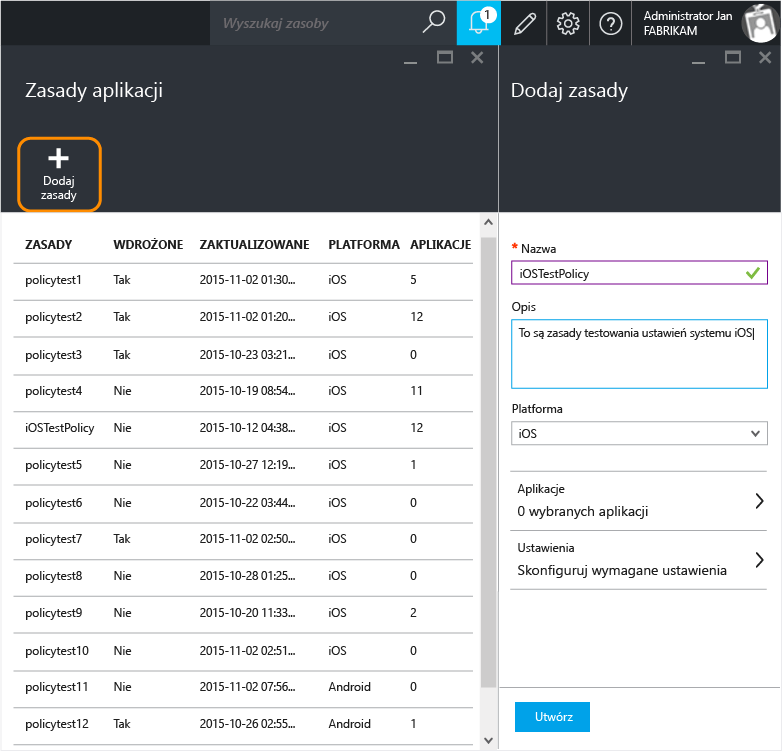 Wyszukaj zasoby
1
Administrator Jan
FABRIKAM
Zasady aplikacji
Dodaj
zasady
ZASADY WDROŻONE ZAKTUALIZOWANE PLATFORMA APLIKACJE
policytest1 Tak 2015-11-02 01:30... iOS 5
policytest2 Tak 2015-11-02 01:20... iOS 12
policytest3 Tak 2015-10-23 03:21... iOS 0
policytest4 Nie 2015-10-19 08:54... iOS 11
iOSTestPolicy Nie 2015-10-12 04:38... iOS 12
policytest5 Nie 2015-10-27 12:19... iOS 1
policytest6 Nie 2015-10-22 03:44... iOS 0
policytest7 Tak 2015-11-02 02:50... iOS 0
policytest8 Nie 2015-10-28 01:25... iOS 0
policytest9 Nie 2015-10-20 11:33... iOS 2
policytest10 Nie 2015-11-02 02:51... iOS 0
policytest11 Nie 2015-11-02 07:56... Android 0
policytest12 Tak 2015-10-26 02:55... Android 1
Dodaj zasady
* Nazwa
iOSTestPolicy
Opis
To są zasady testowania ustawień systemu iOS
Platforma
iOS
Aplikacje
0 wybranych aplikacji
Ustawienia
Skonfiguruj wymagane ustawienia
Utwórz